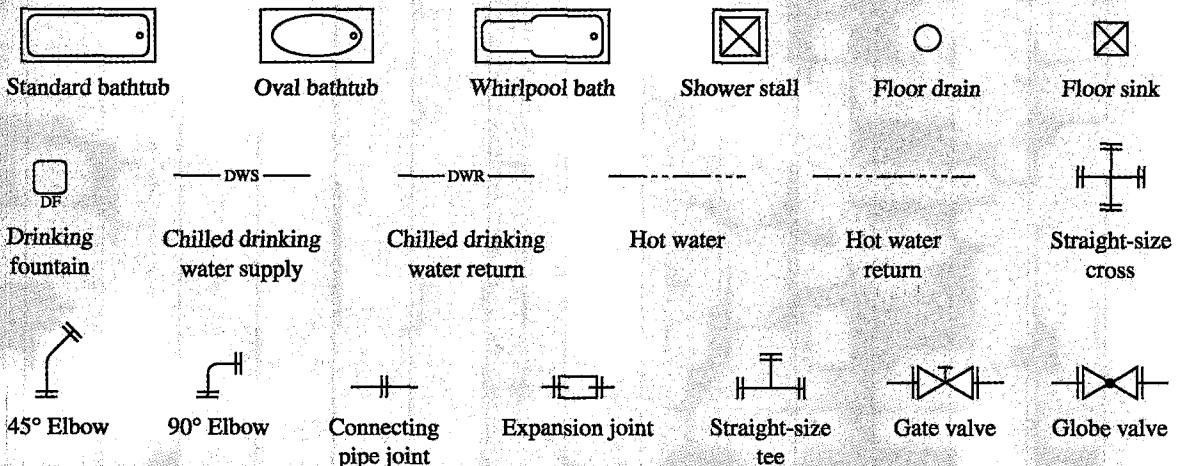 Standard bathtub
Oval bathtub
Whirlpool bath
Shower stall
Floor drain
Floor sink
DF
Drinking
fountain
DWS
Chilled drinking
water supply
DWR
Chilled drinking
water return
Hot water
Hot water
return
Straight-size
cross
45° Elbow
90° Elbow
Connecting
pipe joint
Expansion joint
Straight-size
tee
Gate valve
Globe valve